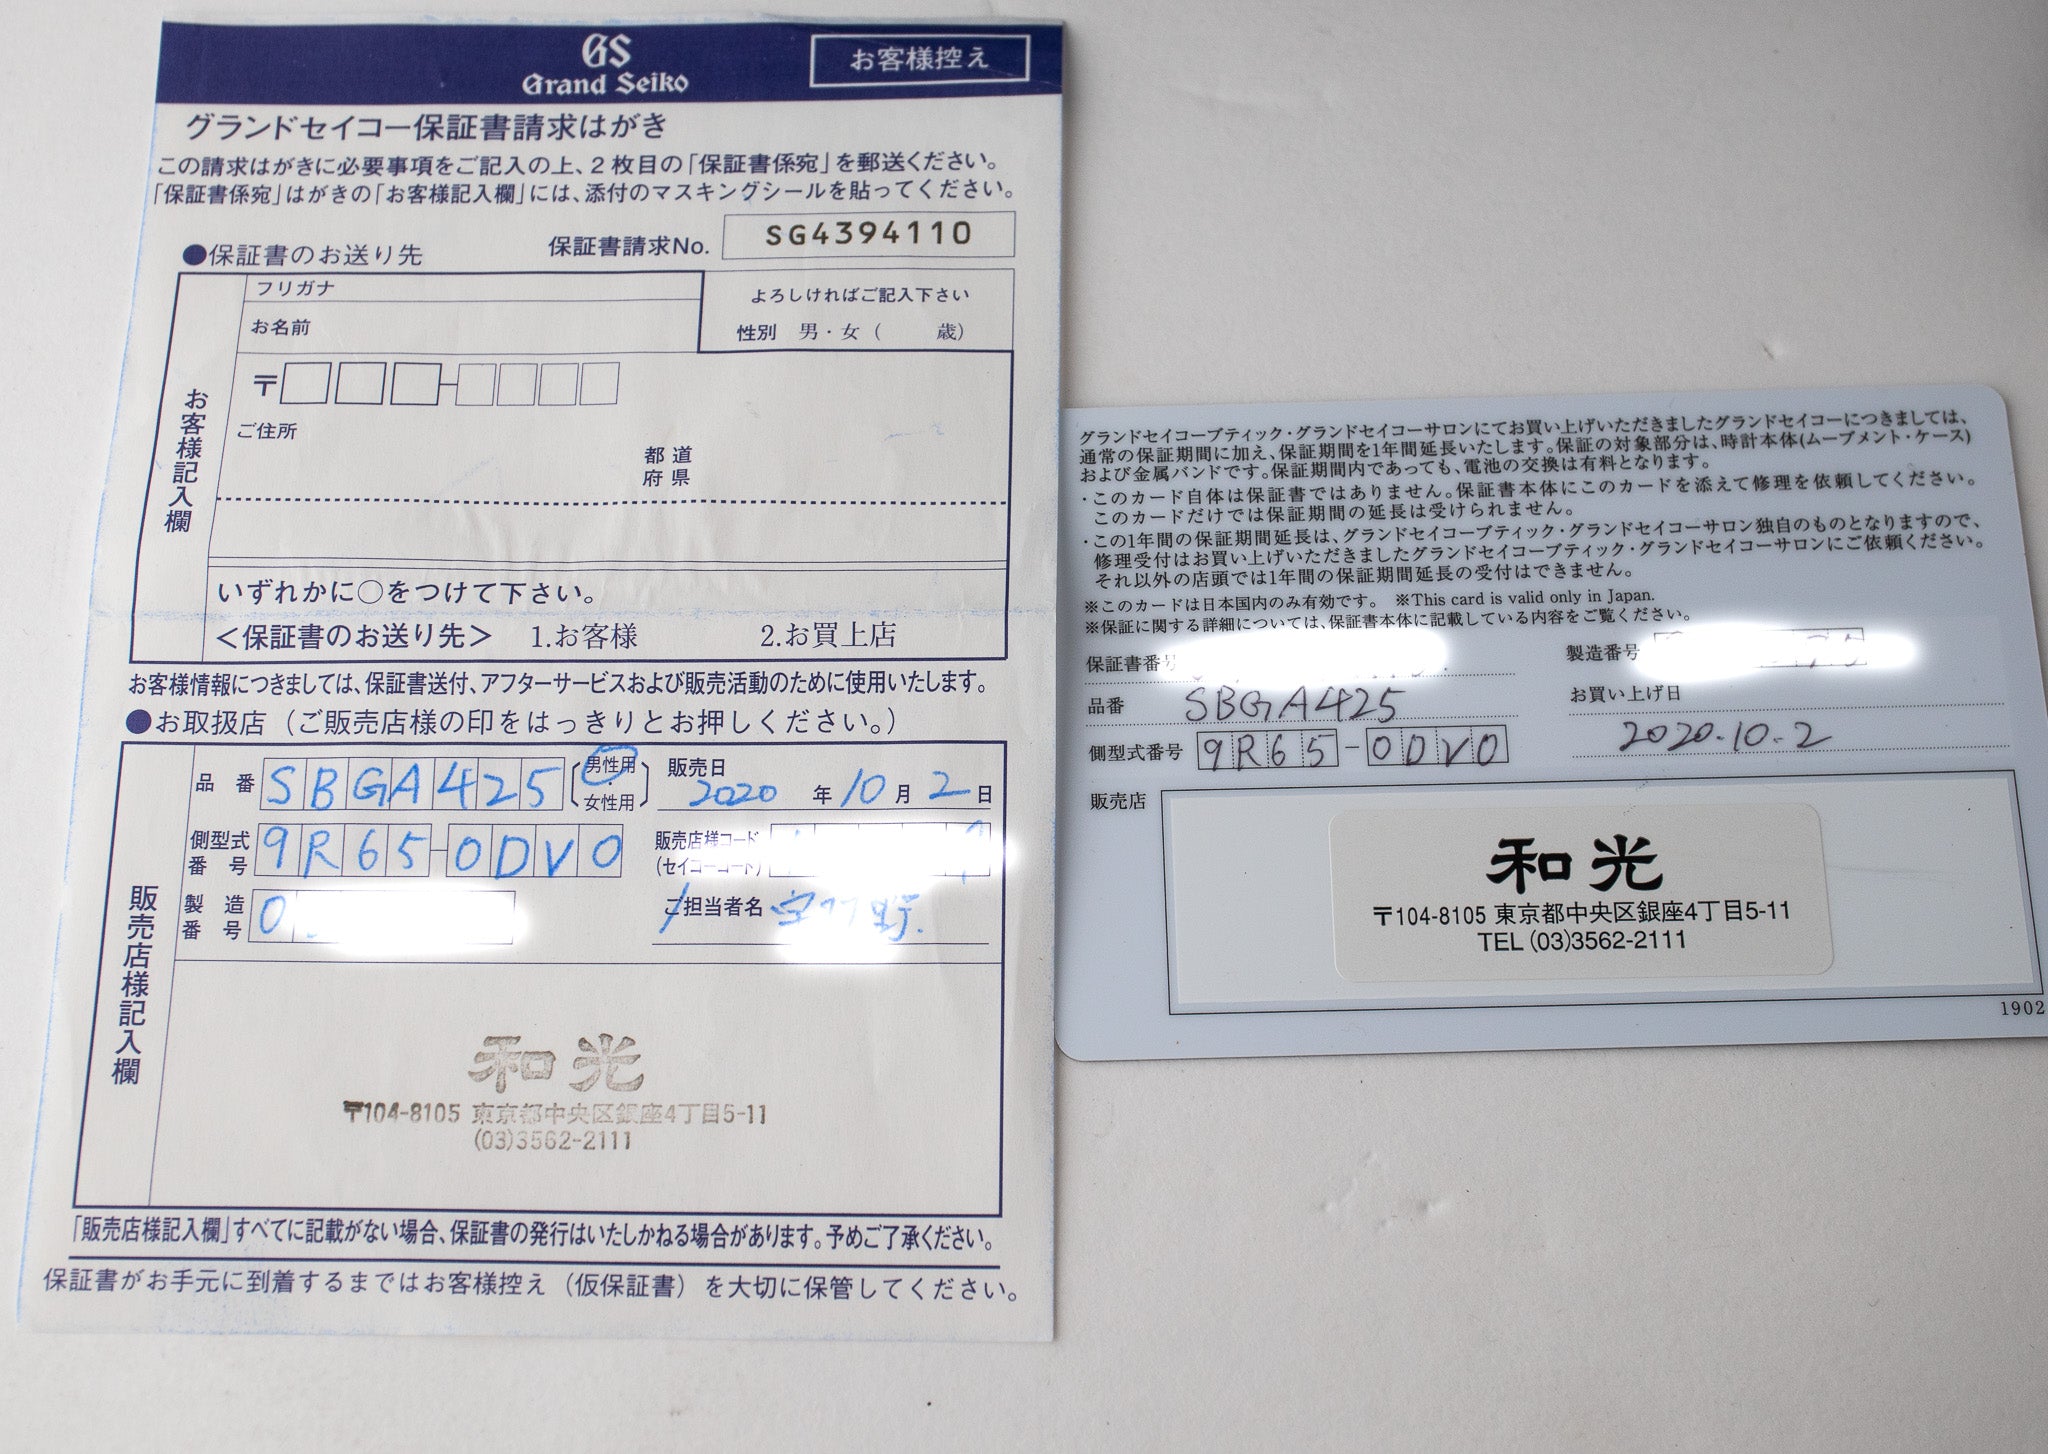 GS
Grand Seiko
お客様控え
グランドセイコー保証書請求はがき
この請求はがきに必要事項をご記入の上、2枚目の「保証書係宛」を郵送ください。
「保証書係宛」はがきの「お客様記入欄」には、添付のマスキングシールを貼ってください。
●保証書のお送り先 保証書請求No. SG4394110
お客様記入欄
フリガナ
お名前
よろしければご記入下さい
性別 男・女 ( 歳)
〒 -
ご住所
都道
府県
いずれかに○をつけて下さい。
<保証書のお送り先> 1.お客様 2.お買上店
お客様情報につきましては、保証書送付、アフターサービスおよび販売活動のために使用いたします。
●お取扱店(ご販売店様の印をはっきりとお押しください。)
販売店様記入欄
品番 SBGA425 男性用 女性用
販売日 2020年10月2日
側型式番号 9R65-0DV0
販売店様コード
(セイコーコード)
製造番号 0
ご担当者名
和光
〒104-8105 東京都中央区銀座4丁目5-11
(03)3562-2111
「販売店様記入欄」すべてに記載がない場合、保証書の発行はいたしかねる場合があります。予めご了承ください。
保証書がお手元に到着するまではお客様控え(仮保証書)を大切に保管してください。
グランドセイコーブティック・グランドセイコーサロンにてお買い上げいただきましたグランドセイコーにつきましては、
通常の保証期間に加え、保証期間を1年間延長いたします。保証の対象部分は、時計本体(ムーブメント・ケース)
および金属バンドです。保証期間内であっても、電池の交換は有料となります。
・このカード自体は保証書ではありません。保証書本体にこのカードを添えて修理を依頼してください。
このカードだけでは保証期間の延長は受けられません。
・この1年間の保証期間延長は、グランドセイコーブティック・グランドセイコーサロン独自のものとなりますので、
修理受付はお買い上げいただきましたグランドセイコーブティック・グランドセイコーサロンにご依頼ください。
それ以外の店頭では1年間の保証期間延長の受付はできません。
※このカードは日本国内のみ有効です。 ※This card is valid only in Japan.
※保証に関する詳細については、保証書本体に記載している内容をご覧ください。
保証書番号
製造番号
品番 SBGA425
お買い上げ日
2020.10.2
側型式番号 9R65-0DV0
販売店
和光
〒104-8105 東京都中央区銀座4丁目5-11
TEL (03)3562-2111
1902